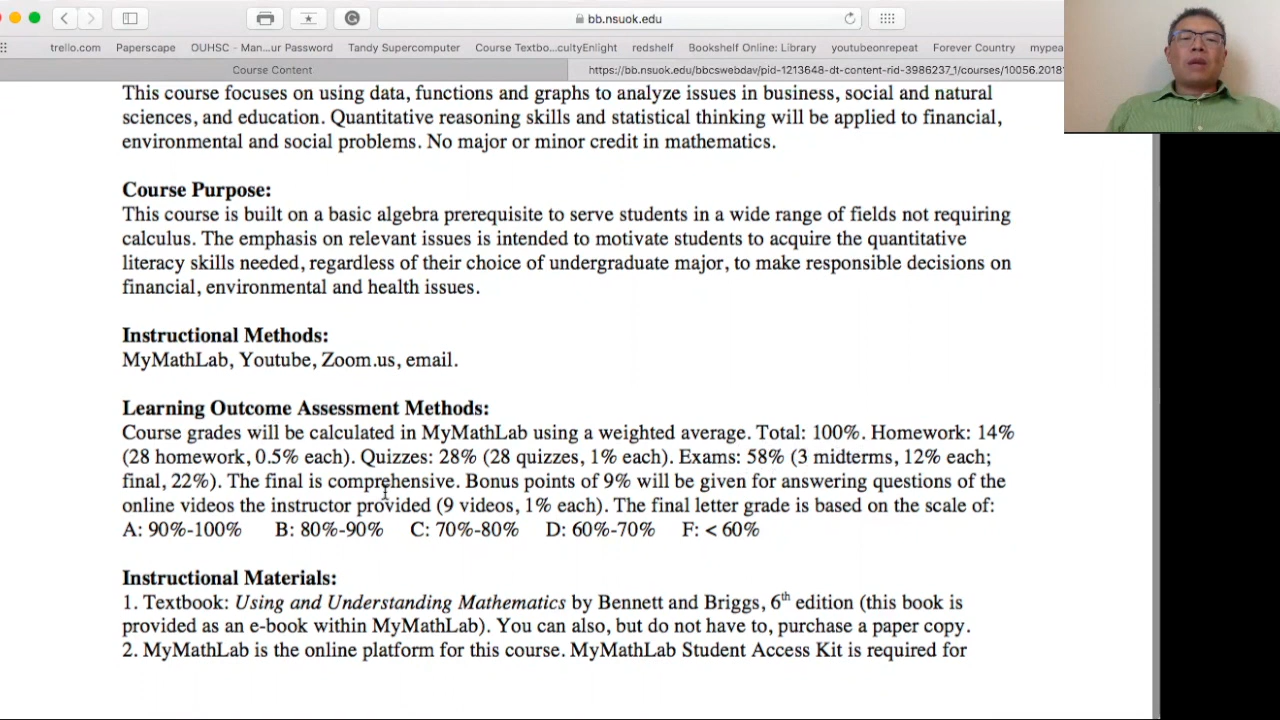 bb.nsuok.edu
trello.com Paperscape OUHSC - Man...ur Password Tandy Supercomputer Course Textbo...cultyEnlight redshelf Bookshelf Online: Library youtubeonrepeat Forever Country mypea
Course Content https://bb.nsuok.edu/bbcswebdav/pid-1213648-dt-content-rid-3986237_1/courses/10056.2018
This course focuses on using data, functions and graphs to analyze issues in business, social and natural
sciences, and education. Quantitative reasoning skills and statistical thinking will be applied to financial,
environmental and social problems. No major or minor credit in mathematics.
Course Purpose:
This course is built on a basic algebra prerequisite to serve students in a wide range of fields not requiring
calculus. The emphasis on relevant issues is intended to motivate students to acquire the quantitative
literacy skills needed, regardless of their choice of undergraduate major, to make responsible decisions on
financial, environmental and health issues.
Instructional Methods:
MyMathLab, Youtube, Zoom.us, email.
Learning Outcome Assessment Methods:
Course grades will be calculated in MyMathLab using a weighted average. Total: 100%. Homework: 14%
(28 homework, 0.5% each). Quizzes: 28% (28 quizzes, 1% each). Exams: 58% (3 midterms, 12% each;
final, 22%). The final is comprehensive. Bonus points of 9% will be given for answering questions of the
online videos the instructor provided (9 videos, 1% each). The final letter grade is based on the scale of:
A: 90%-100% B: 80%-90% C: 70%-80% D: 60%-70% F: < 60%
Instructional Materials:
1. Textbook: Using and Understanding Mathematics by Bennett and Briggs, 6th edition (this book is
provided as an e-book within MyMathLab). You can also, but do not have to, purchase a paper copy.
2. MyMathLab is the online platform for this course. MyMathLab Student Access Kit is required for